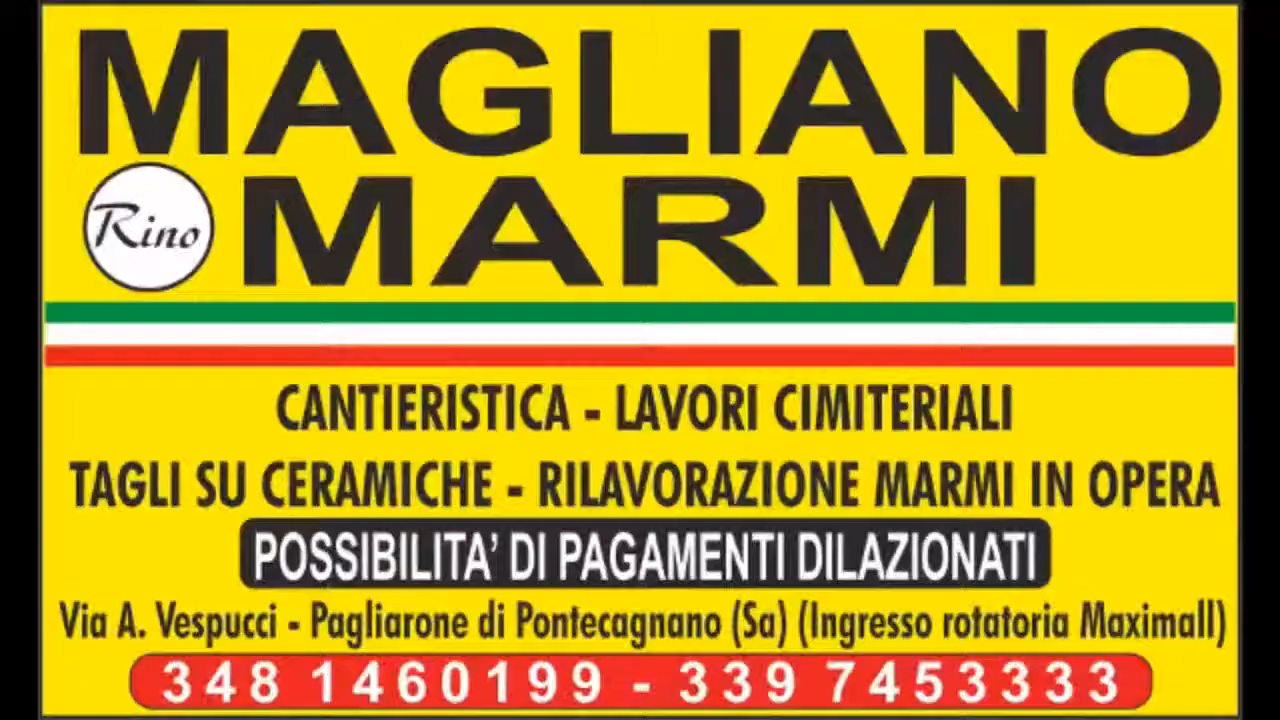 MAGLIANO
Rino MARMI
CANTIERISTICA - LAVORI CIMITERIALI
TAGLI SU CERAMICHE - RILAVORAZIONE MARMI IN OPERA
POSSIBILITA' DI PAGAMENTI DILAZIONATI
Via A. Vespucci - Pagliarone di Pontecagnano (Sa) (Ingresso rotatoria Maximall)
348 1460199 - 339 7453333